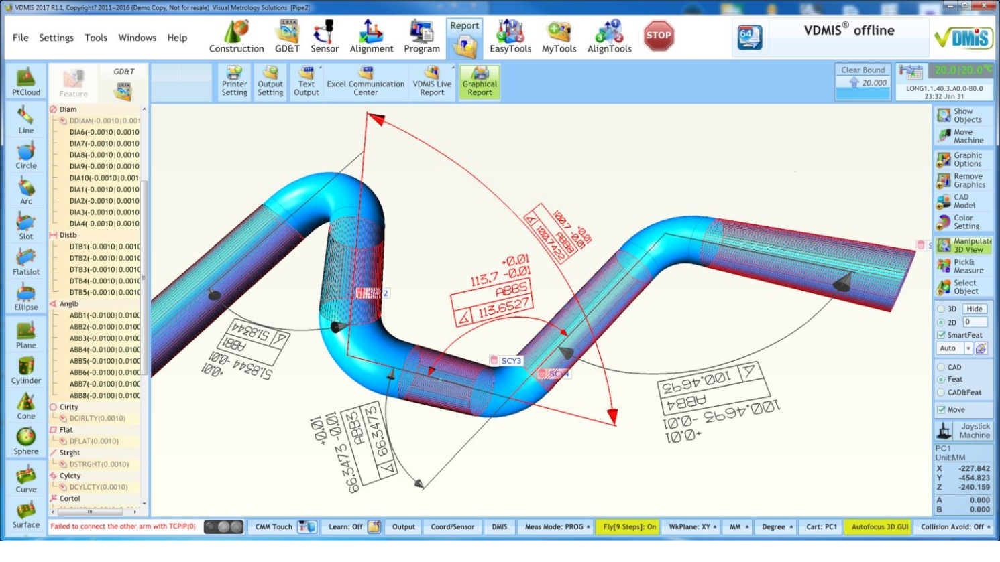 VDMIS 2017 R1.1, Copyright? 2011~2016 (Demo Copy, Not for resale) Visual Metrology Solutions [Pipe2]
File Settings Tools Windows Help
Construction GD&T Sensor Alignment Program Report EasyTools MyTools AlignTools STOP
64 VDMIS® offline
VDMIS
PtCloud
Line
Circle
Arc
Slot
Flatslot
Ellipse
Plane
Cylinder
Cone
Sphere
Curve
Surface
Feature
GD&T
Printer Setting
Output Setting
Text Output
Excel Communication Center
VDMIS Live Report
Graphical Report
Clear Bound
20.000
20.0|20.0°C
LONG1.1.40.3.A0.0-B0.0
23:32 Jan 31
Diam
DDIAM(-0.0010|0.001
DIA6(-0.0010|0.0010
DIA7(-0.0010|0.0010
DIA8(-0.0010|0.0010
DIA9(-0.0010|0.0010
DIA10(-0.0010|0.001
DIA1(-0.0010|0.0010
DIA2(-0.0010|0.0010
DIA3(-0.0010|0.0010
DIA4(-0.0010|0.0010
Distb
DTB1(-0.0010|0.001(
DTB2(-0.0010|0.001(
DTB3(-0.0010|0.001(
DTB4(-0.0010|0.001(
DTB5(-0.0010|0.001(
Anglb
ABB1(-0.0100|0.010(
ABB2(-0.0100|0.010(
ABB3(-0.0100|0.010(
ABB4(-0.0100|0.010(
ABB5(-0.0100|0.010(
ABB6(-0.0100|0.010(
ABB7(-0.0100|0.010(
ABB8(-0.0100|0.010(
Cirlty
DCIRLTY(0.0010)
Flat
DFLAT(0.0010)
Strght
DSTRGHT(0.0010)
Cylcty
DCYLCTY(0.0010)
Cortol
+0.01
100.7 -0.01
ABB8
100.7422
+0.01
113.7 -0.01
ABB5
113.6527
SCY2
+0.01
51.8344 -0.01
ABB1
51.8344
SCY3
SCY4
+0.01
66.3473 -0.01
ABB3
66.3473
+0.01
100.4693 -0.01
ABB4
100.4693
Show Objects
Move Machine
Graphic Options
Remove Graphics
CAD Model
Color Setting
Manipulate 3D View
Pick& Measure
Select Object
3D Hide
2D 0
SmartFeat
Auto
CAD
Feat
CAD&Feat
Move
Joystick Machine
PC1
Unit:MM
X -227.842
Y -454.823
Z -240.159
A 0.000
B 0.000
Failed to connect the other arm with TCPIP(0) CMM Touch Learn: Off Output Coord/Sensor DMIS Meas Mode: PROG Fly[9 Steps]: On WkPlane: XY MM Degree Cart: PC1 Autofocus 3D GUI Collision Avoid: Off